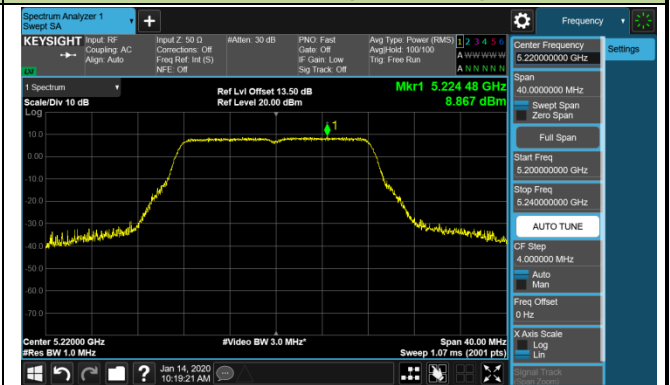 Spectrum Analyzer 1
Swept SA
Frequency
KEYSIGHT
Input: RF
Coupling: AC
Align: Auto
Input Z: 50 Ω
Corrections: Off
Freq Ref: Int (S)
NFE: Off
#Atten: 30 dB
PNO: Fast
Gate: Off
IF Gain: Low
Sig Track: Off
Avg Type: Power (RMS)
Avg|Hold: 100/100
Trig: Free Run
1 2 3 4 5 6
A W W W W W
A N N N N N
LXI
1 Spectrum
Scale/Div 10 dB
Log
Ref Lvl Offset 13.50 dB
Ref Level 20.00 dBm
Mkr1 5.224 48 GHz
8.867 dBm
1
10.0
0.00
-10.0
-20.0
-30.0
-40.0
-50.0
-60.0
-70.0
Center 5.22000 GHz
#Res BW 1.0 MHz
#Video BW 3.0 MHz*
Span 40.00 MHz
Sweep 1.07 ms (2001 pts)
Jan 14, 2020
10:19:21 AM
Center Frequency
5.220000000 GHz
Settings
Span
40.0000000 MHz
Swept Span
Zero Span
Full Span
Start Freq
5.200000000 GHz
Stop Freq
5.240000000 GHz
AUTO TUNE
CF Step
4.000000 MHz
Auto
Man
Freq Offset
0 Hz
X Axis Scale
Log
Lin
Signal Track
(Span Zoom)